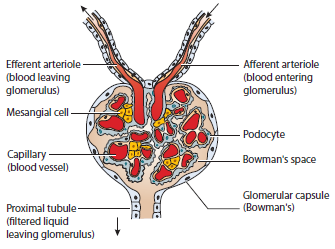 Efferent arteriole
(blood leaving
glomerulus)
Mesangial cell
Capillary
(blood vessel)
Proximal tubule
(filtered liquid
leaving glomerulus)
Afferent arteriole
(blood entering
glomerulus)
Podocyte
Bowman's space
Glomerular capsule
(Bowman's)